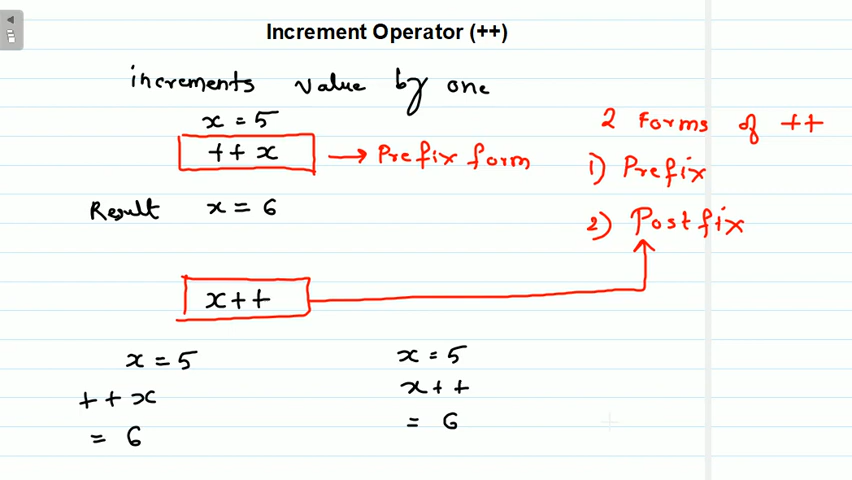 Increment Operator (++)
increments value by one
x = 5
++ x → Prefix form
Result x = 6
2 Forms of ++
1) Prefix
2) Postfix
x++
x = 5
++x
= 6
x = 5
x++
= 6